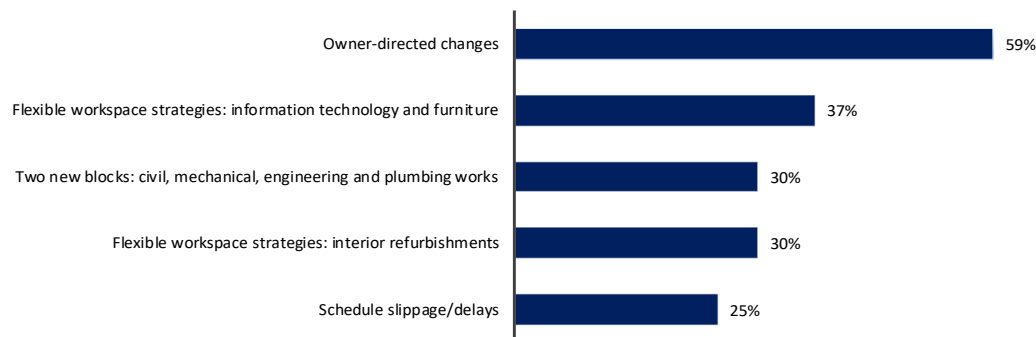 Owner-directed changes 59%
Flexible workspace strategies: information technology and furniture 37%
Two new blocks: civil, mechanical, engineering and plumbing works 30%
Flexible workspace strategies: interior refurbishments 30%
Schedule slippage/delays 25%